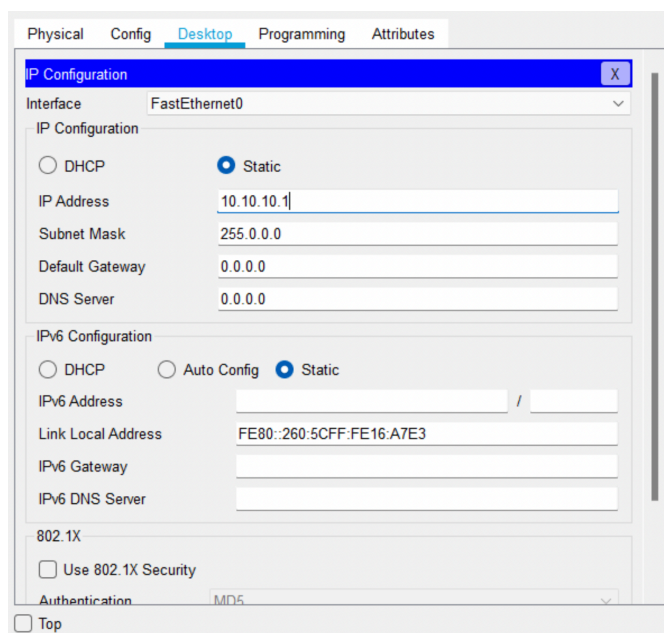 Physical Config Desktop Programming Attributes
IP Configuration X
Interface FastEthernet0
IP Configuration
DHCP Static
IP Address 10.10.10.1
Subnet Mask 255.0.0.0
Default Gateway 0.0.0.0
DNS Server 0.0.0.0
IPv6 Configuration
DHCP Auto Config Static
IPv6 Address /
Link Local Address FE80::260:5CFF:FE16:A7E3
IPv6 Gateway
IPv6 DNS Server
802.1X
Use 802.1X Security
Authentication MD5
Top